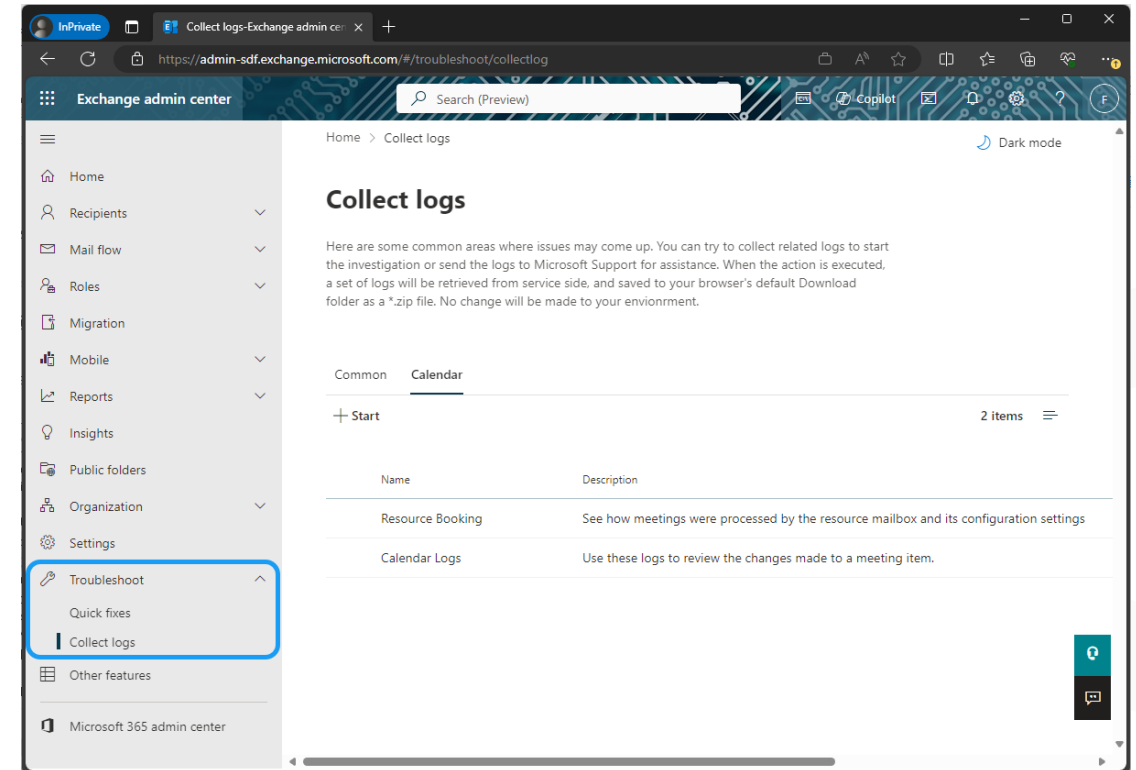 InPrivate
Collect logs-Exchange admin cen
https://admin-sdf.exchange.microsoft.com/#/troubleshoot/collectlog
Exchange admin center
Search (Preview)
Copilot
F
Home > Collect logs
Dark mode
Home
Recipients
Mail flow
Roles
Migration
Mobile
Reports
Insights
Public folders
Organization
Settings
Troubleshoot
Quick fixes
Collect logs
Other features
Microsoft 365 admin center
Collect logs
Here are some common areas where issues may come up. You can try to collect related logs to start
the investigation or send the logs to Microsoft Support for assistance. When the action is executed,
a set of logs will be retrieved from service side, and saved to your browser's default Download
folder as a *.zip file. No change will be made to your envionrment.
Common Calendar
Start
2 items
Name Description
Resource Booking See how meetings were processed by the resource mailbox and its configuration settings
Calendar Logs Use these logs to review the changes made to a meeting item.